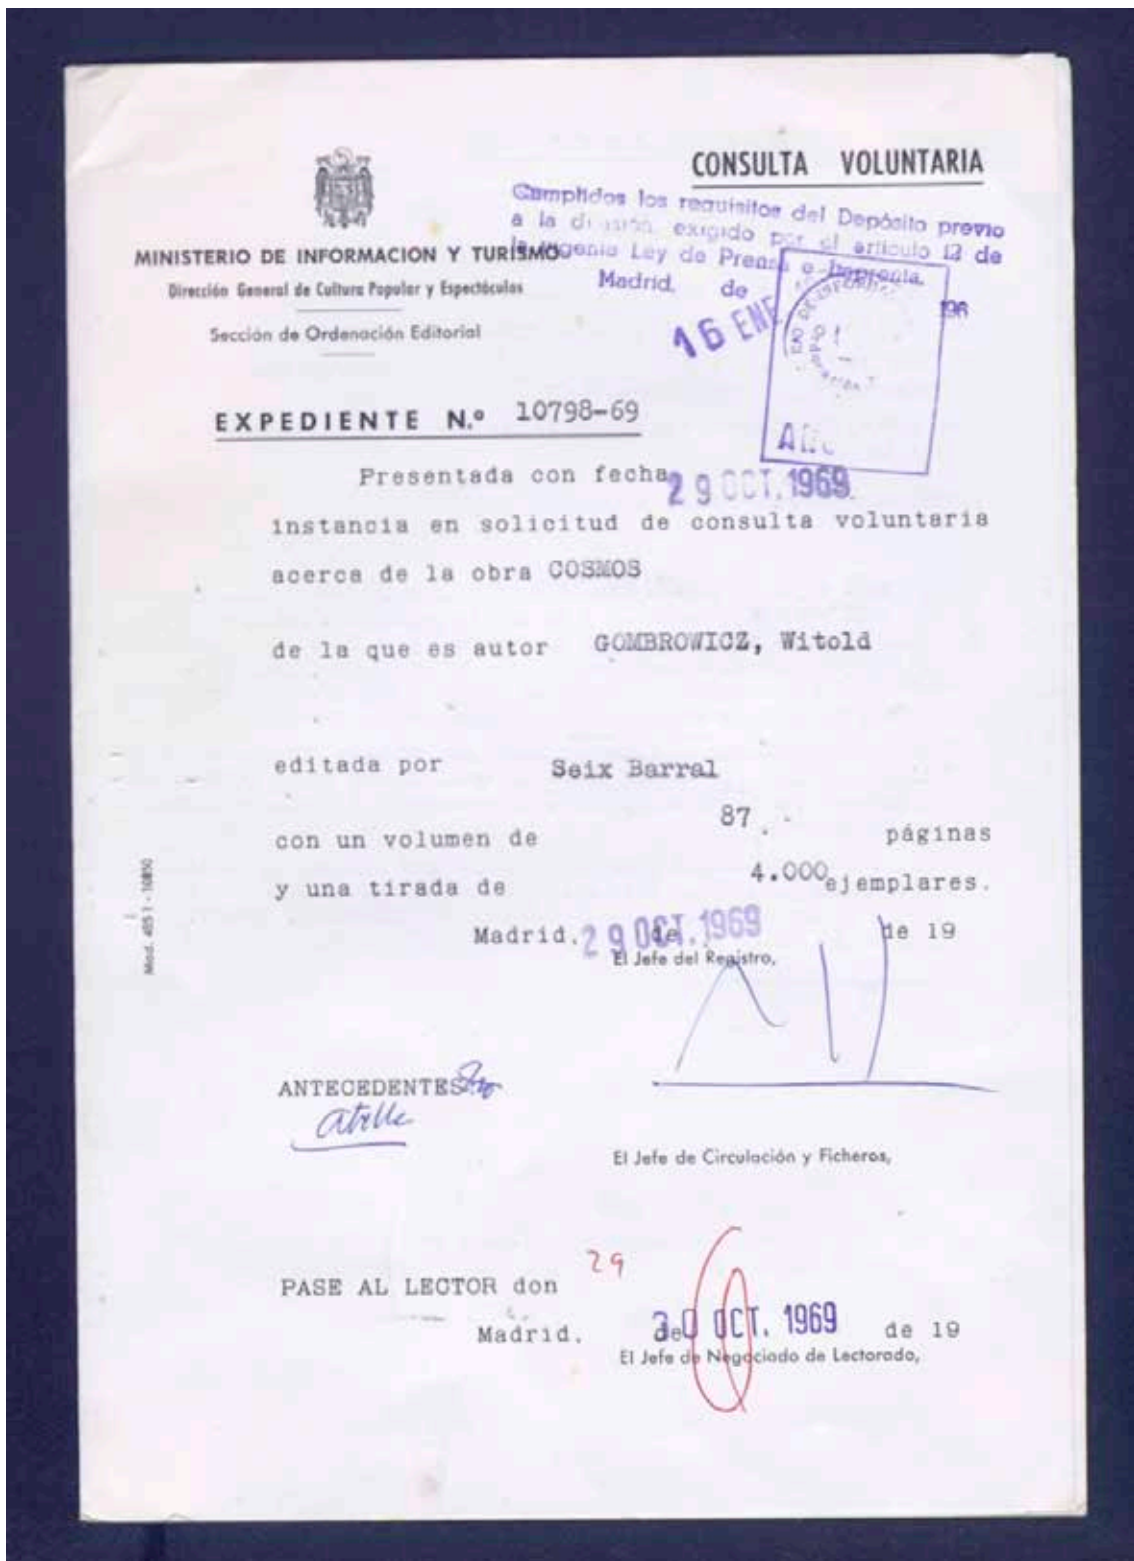 CONSULTA VOLUNTARIA
Cumplidos los requisitos del Depósito previo
a la exigido por el artículo 12 de
Ley de Prensa e Imprenta.
Madrid, de 196
16 ENE
MINISTERIO DE INFORMACION Y TURISMO
Dirección General de Cultura Popular y Espectáculos
Sección de Ordenación Editorial
EXPEDIENTE N.º 10798-69
Presentada con fecha 29 OCT. 1969
instancia en solicitud de consulta voluntaria
acerca de la obra COSMOS
de la que es autor GOMBROWICZ, Witold
editada por Seix Barral
con un volumen de 87 páginas
y una tirada de 4.000 ejemplares.
Madrid, 29 OCT. 1969 de 19
El Jefe del Registro,
ANTECEDENTES
El Jefe de Circulación y Ficheros,
PASE AL LECTOR don 29
Madrid. de 30 OCT. 1969 de 19
El Jefe de Negociado de Lectorado,
Mod. 405 1 - 10850